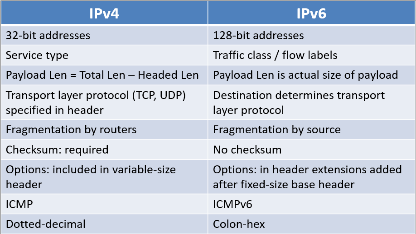 IPv4 IPv6
32-bit addresses 128-bit addresses
Service type Traffic class / flow labels
Payload Len = Total Len – Headed Len Payload Len is actual size of payload
Transport layer protocol (TCP, UDP) Destination determines transport
specified in header layer protocol
Fragmentation by routers Fragmentation by source
Checksum: required No checksum
Options: included in variable-size Options: in header extensions added
header after fixed-size base header
ICMP ICMPv6
Dotted-decimal Colon-hex